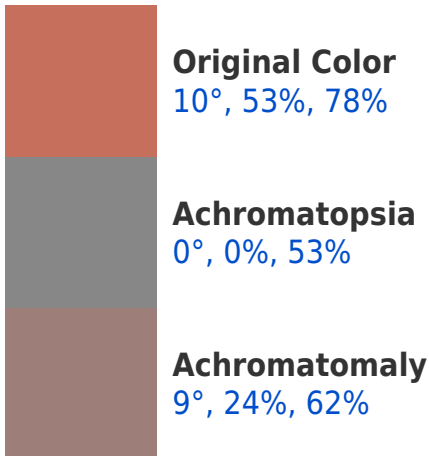 Original Color
10°, 53%, 78%
Achromatopsia
0°, 0%, 53%
Achromatomaly
9°, 24%, 62%